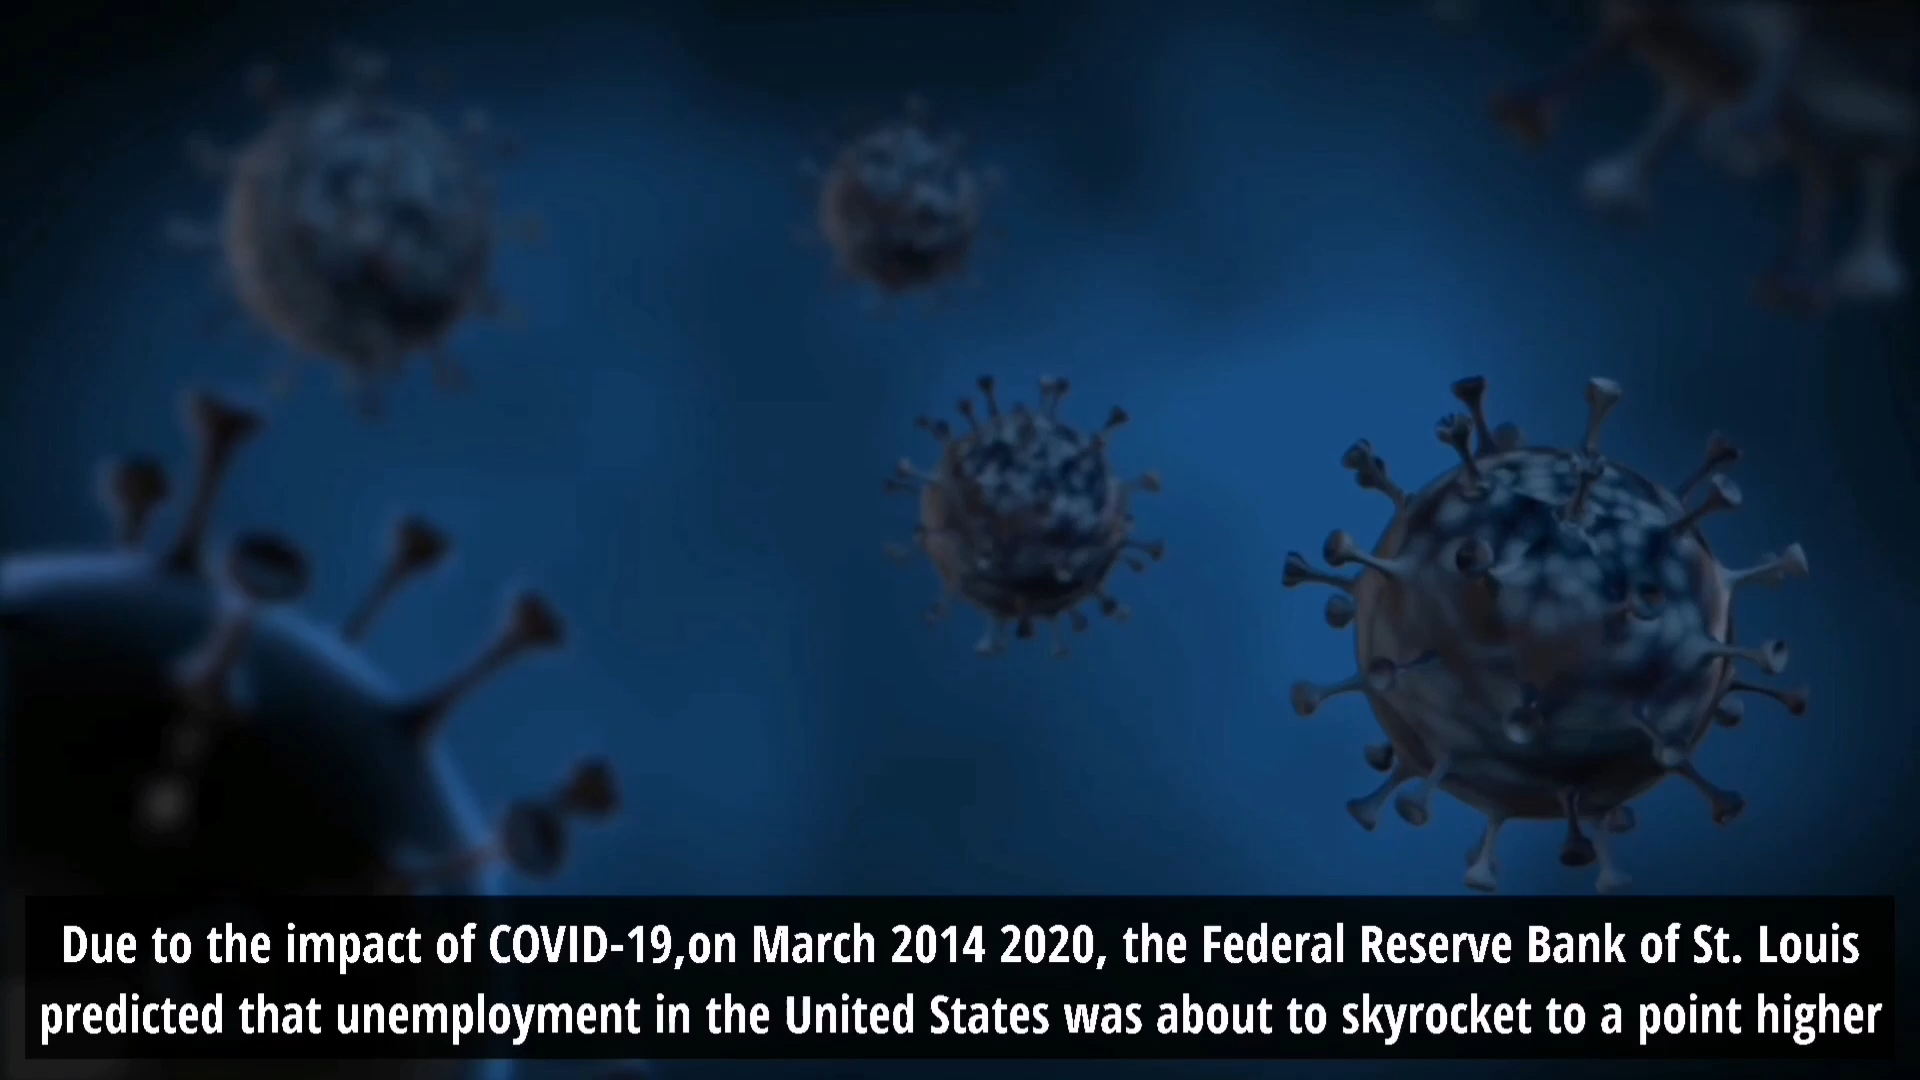 Due to the impact of COVID-19,on March 2014 2020, the Federal Reserve Bank of St. Louis
predicted that unemployment in the United States was about to skyrocket to a point higher